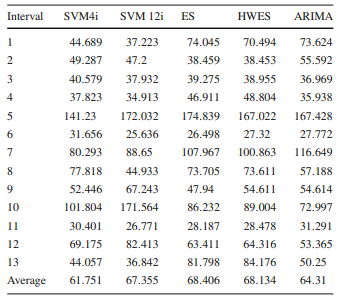 Interval SVM4i SVM 12i ES HWES ARIMA
1 44.689 37.223 74.045 70.494 73.624
2 49.287 47.2 38.459 38.453 55.592
3 40.579 37.932 39.275 38.955 36.969
4 37.823 34.913 46.911 48.804 35.938
5 141.23 172.032 174.839 167.022 167.428
6 31.656 25.636 26.498 27.32 27.772
7 80.293 88.65 107.967 100.863 116.649
8 77.818 44.933 73.705 73.611 57.188
9 52.446 67.243 47.94 54.611 54.614
10 101.804 171.564 86.232 89.004 72.997
11 30.401 26.771 28.187 28.478 31.291
12 69.175 82.413 63.411 64.316 53.365
13 44.057 36.842 81.798 84.176 50.25
Average 61.751 67.355 68.406 68.134 64.31